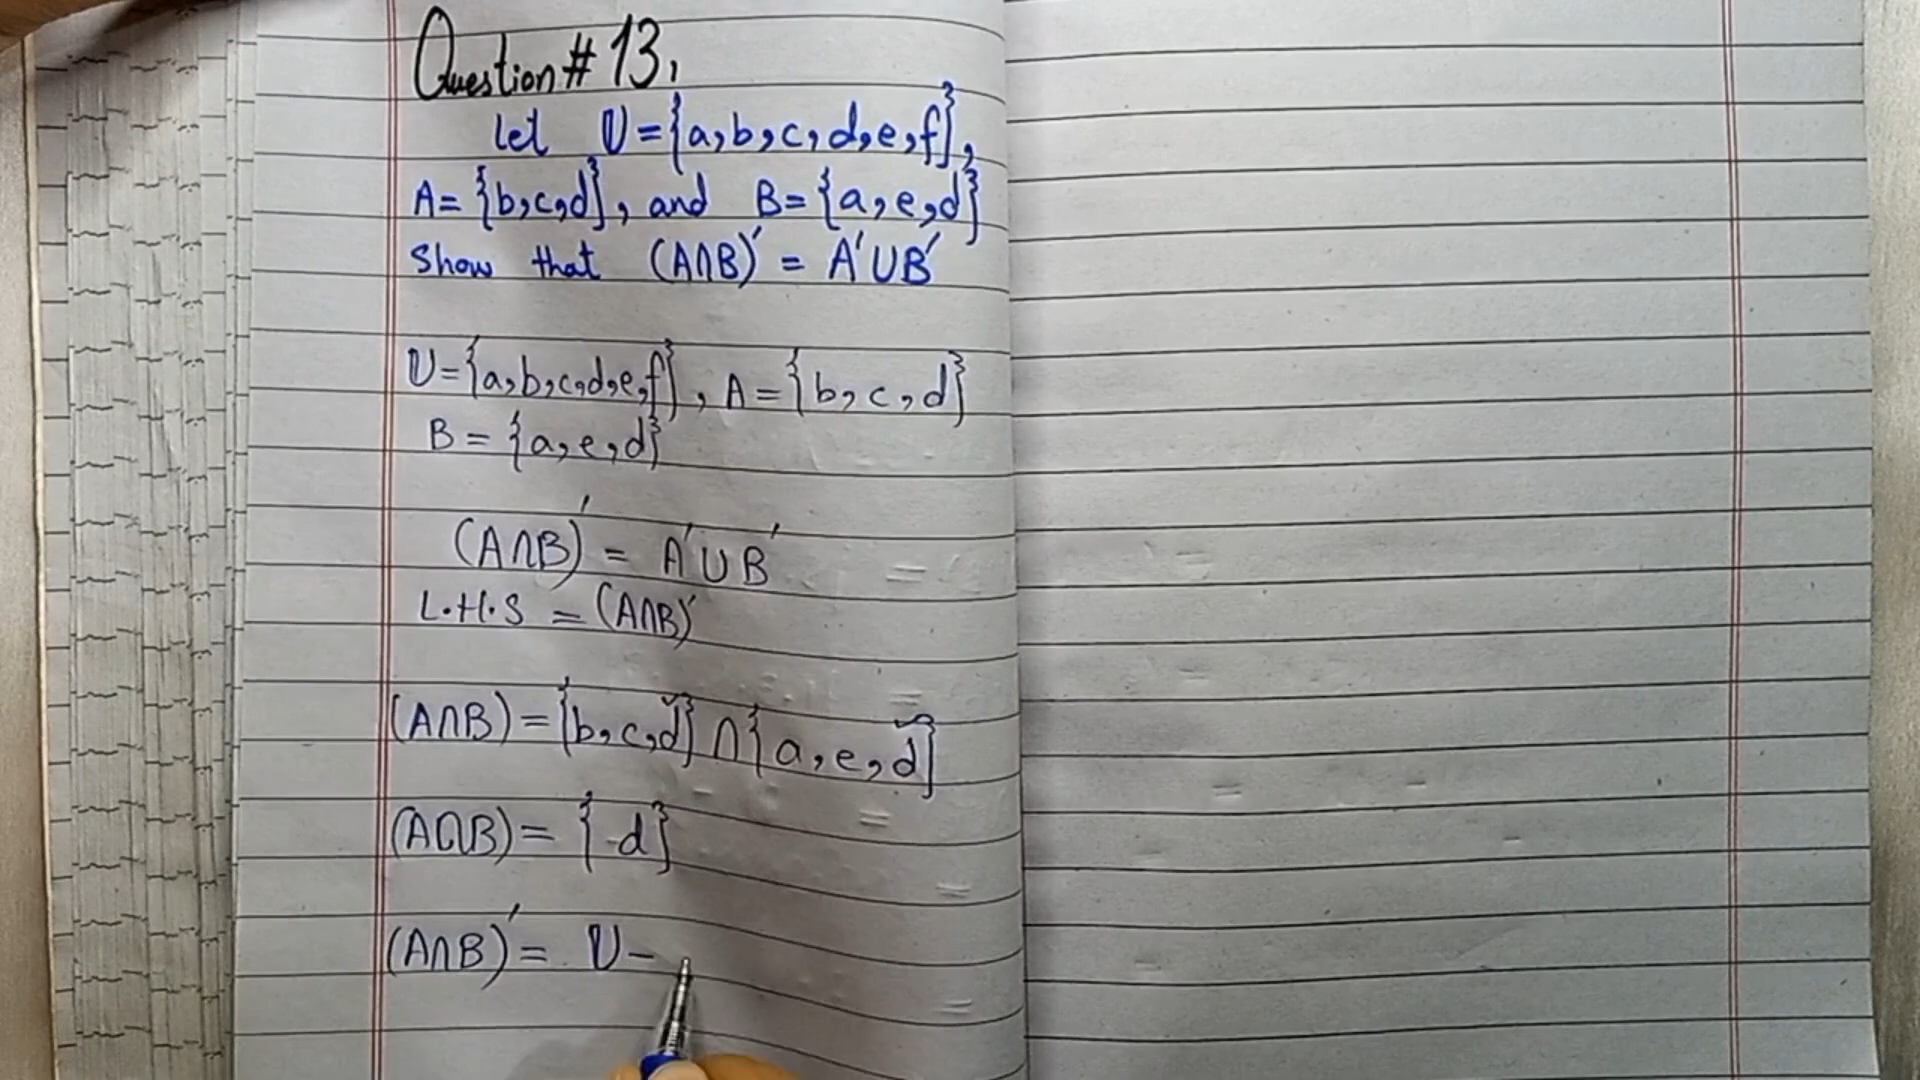 Question # 13,
Let U={a,b,c,d,e,f},
A= {b,c,d}, and B= {a,e,d}
Show that (A∩B)' = A'∪B'
U={a,b,c,d,e,f}, A={b,c,d}
B = {a,e,d}
(A∩B)' = A'∪B'
L.H.S = (A∩B)'
(A∩B)={b,c,d}∩{a,e,d}
(A∩B)= {d}
(A∩B)'= U-